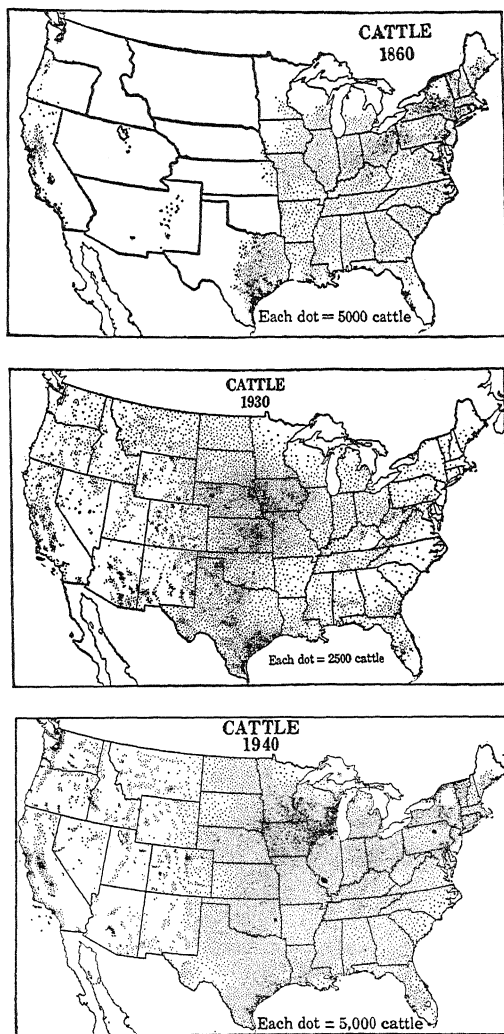 CATTLE
1860
Each dot = 5000 cattle
CATTLE
1930
Each dot = 2500 cattle
CATTLE
1940
Each dot = 5,000 cattle